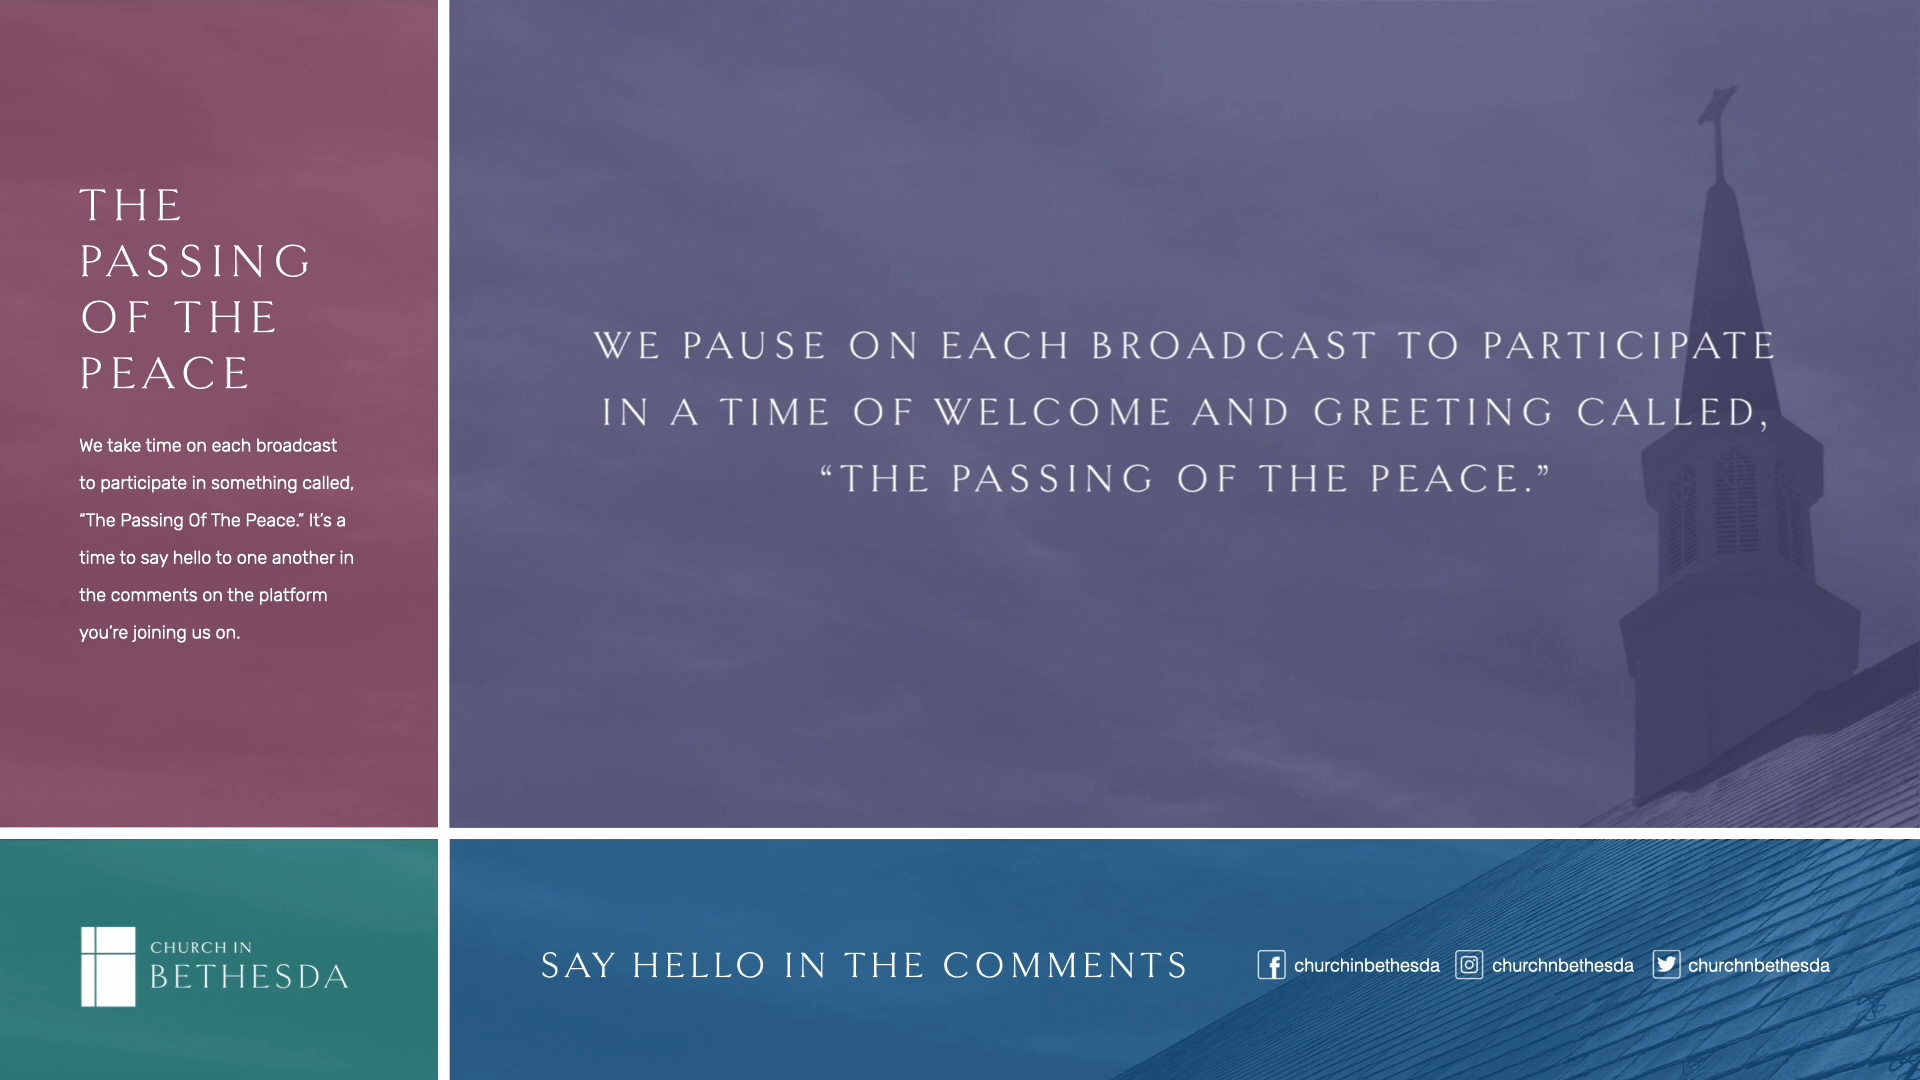 THE
PASSING
OF THE
PEACE
We take time on each broadcast
to participate in something called,
“The Passing Of The Peace.” It’s a
time to say hello to one another in
the comments on the platform
you’re joining us on.
WE PAUSE ON EACH BROADCAST TO PARTICIPATE
IN A TIME OF WELCOME AND GREETING CALLED,
“THE PASSING OF THE PEACE.”
CHURCH IN
BETHESDA
SAY HELLO IN THE COMMENTS
churchinbethesda churchnbethesda churchnbethesda